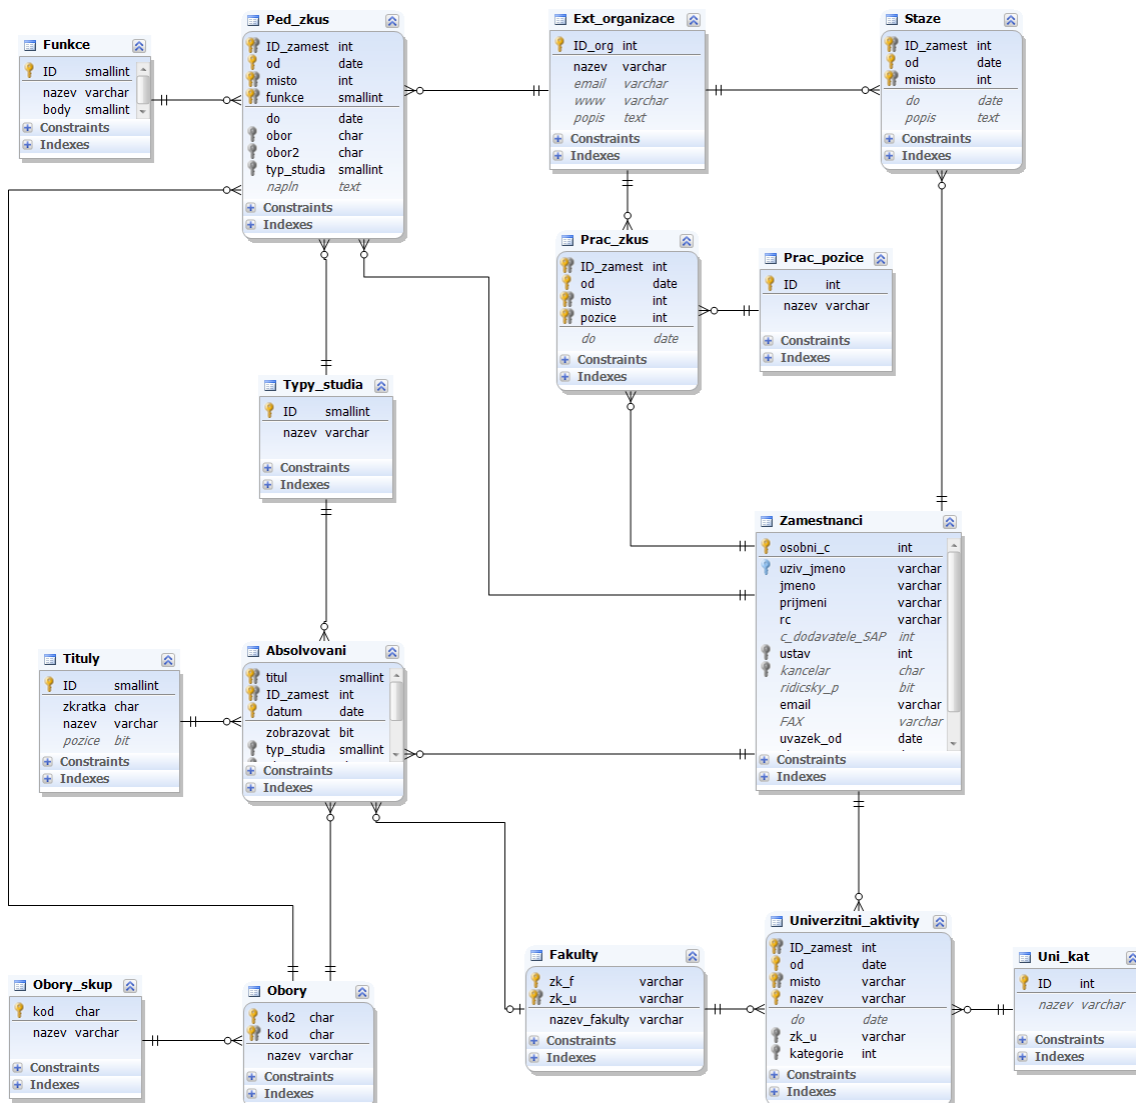 Funkce
ID smallint
nazev varchar
body smallint
Constraints
Indexes
Ped_zkus
ID_zamest int
od date
misto int
funkce smallint
do date
obor char
obor2 char
typ_studia smallint
napln text
Constraints
Indexes
Ext_organizace
ID_org int
nazev varchar
email varchar
www varchar
popis text
Constraints
Indexes
Staze
ID_zamest int
od date
misto int
do date
popis text
Constraints
Indexes
Prac_zkus
ID_zamest int
od date
misto int
pozice int
do date
Constraints
Indexes
Prac_pozice
ID int
nazev varchar
Constraints
Indexes
Typy_studia
ID smallint
nazev varchar
Constraints
Indexes
Zamestnanci
osobni_c int
uziv_jmeno varchar
jmeno varchar
prijmeni varchar
rc varchar
c_dodavatele_SAP int
ustav int
kancelar char
ridicsky_p bit
email varchar
FAX varchar
uvazek_od date
Constraints
Indexes
Tituly
ID smallint
zkratka char
nazev varchar
pozice bit
Constraints
Indexes
Absolvovani
titul smallint
ID_zamest int
datum date
zobrazovat bit
typ_studia smallint
Constraints
Indexes
Obory_skup
kod char
nazev varchar
Constraints
Indexes
Obory
kod2 char
kod char
nazev varchar
Constraints
Indexes
Fakulty
zk_f varchar
zk_u varchar
nazev_fakulty varchar
Constraints
Indexes
Univerzitni_aktivity
ID_zamest int
od date
misto varchar
nazev varchar
do date
zk_u varchar
kategorie int
Constraints
Indexes
Uni_kat
ID int
nazev varchar
Constraints
Indexes